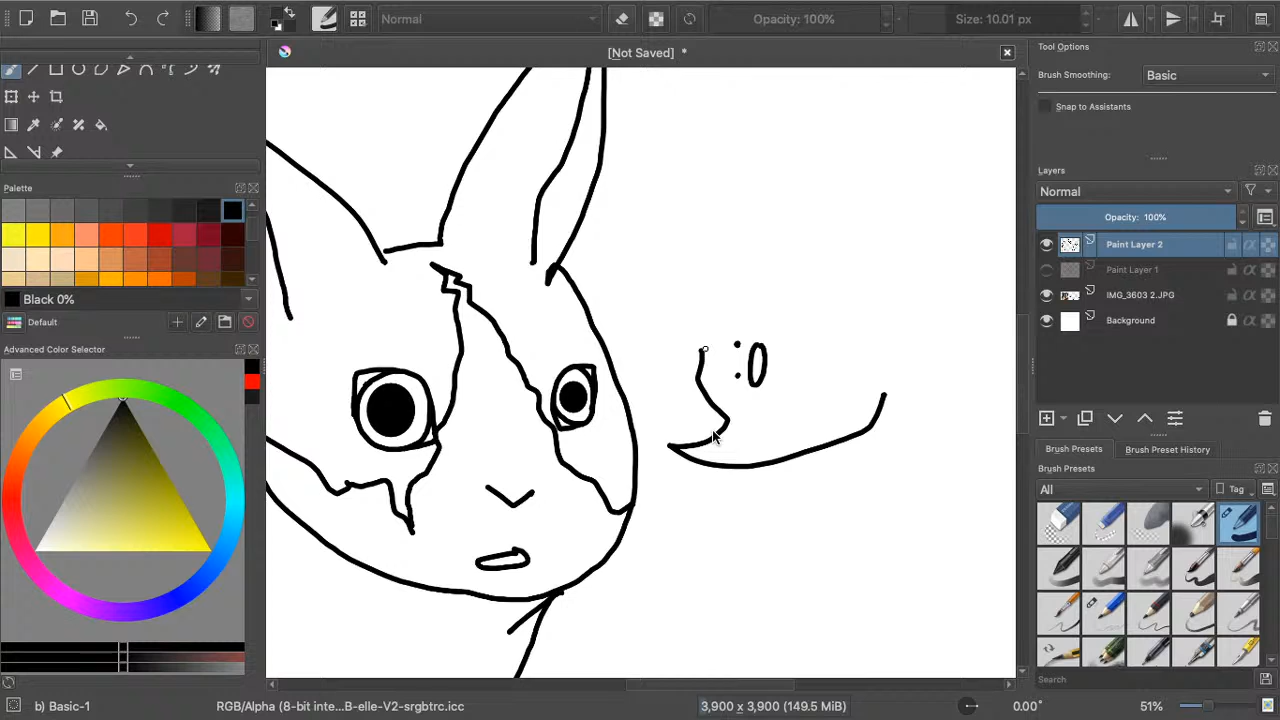 Normal
Opacity: 100%
Size: 10.01 px
[Not Saved] *
Tool Options
Brush Smoothing:
Basic
Snap to Assistants
Palette
Layers
Normal
Opacity: 100%
Paint Layer 2
Paint Layer 1
IMG_3603 2.JPG
Background
Black 0%
Default
Advanced Color Selector
:0
Brush Presets
Brush Preset History
Brush Presets
All
Tag
Search
b) Basic-1
RGB/Alpha (8-bit inte...B-elle-V2-srgbtrc.icc
3,900 x 3,900 (149.5 MiB)
0.00°
51%